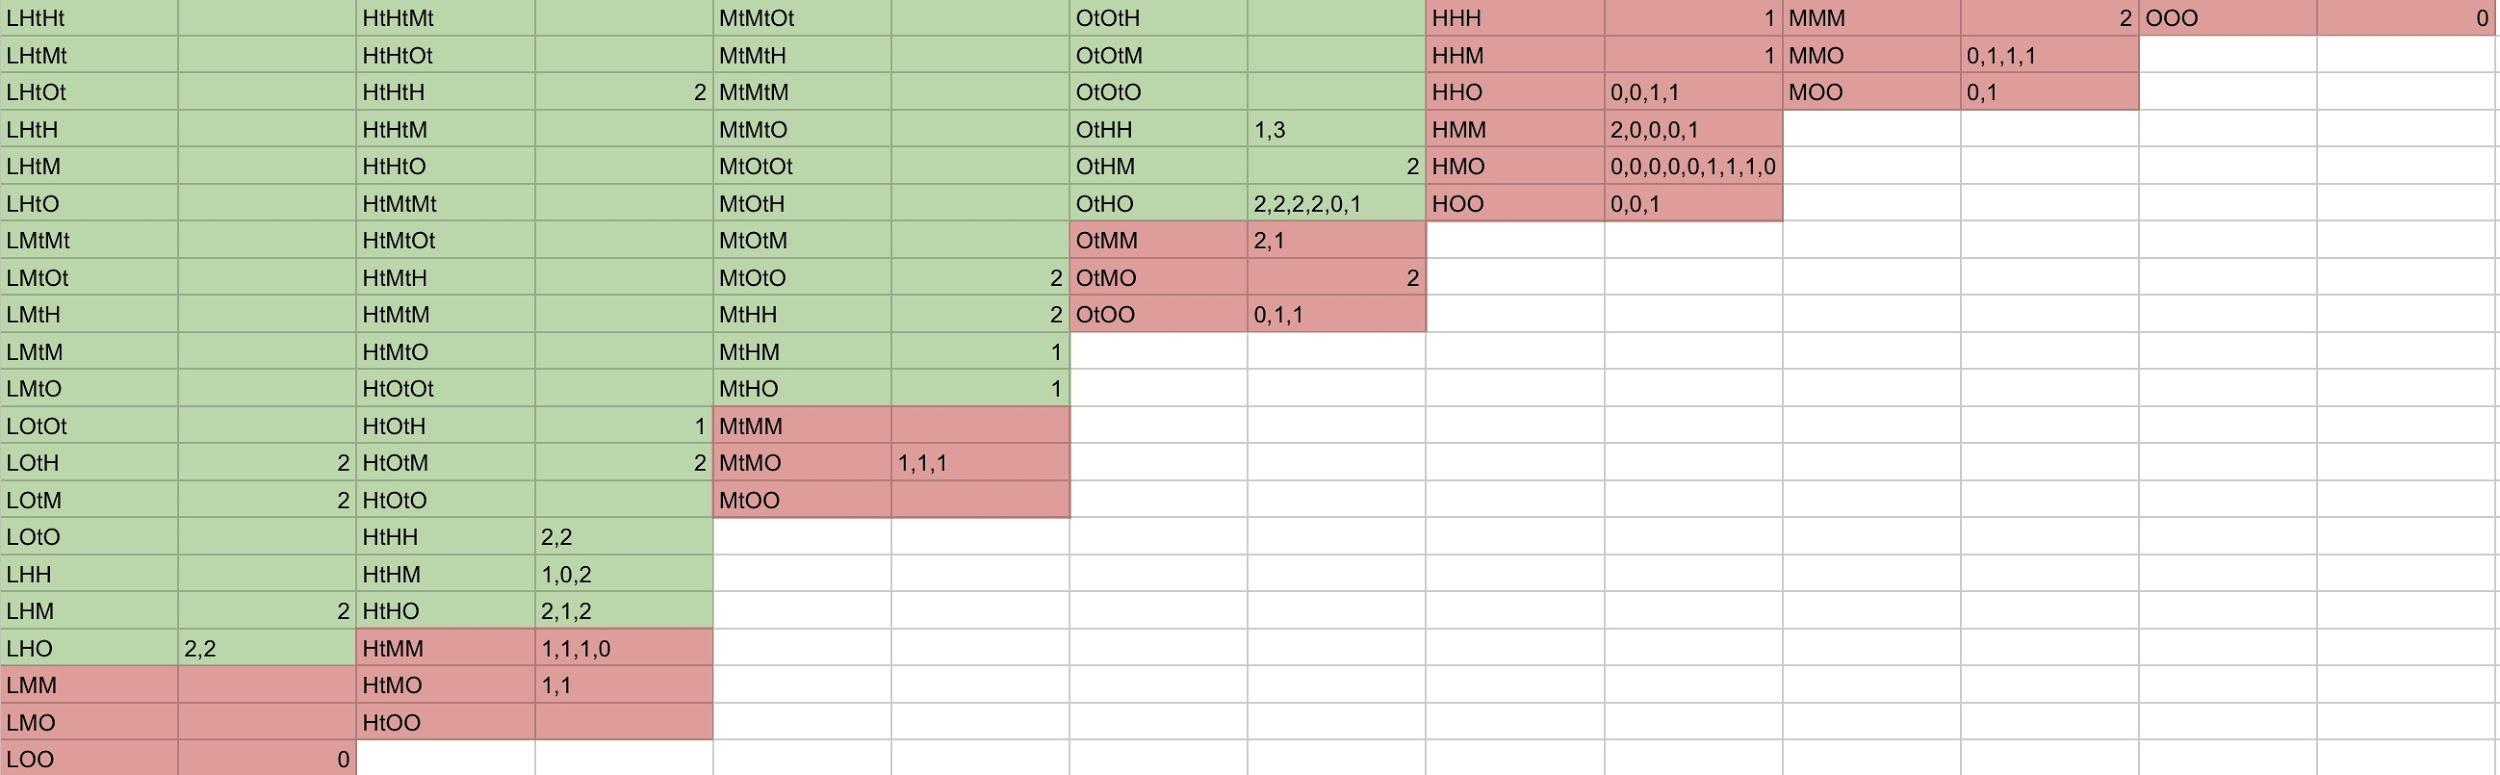 LHtHt HtHtMt MtMtOt OtOtH HHH 1 MMM 2 OOO 0
LHtMt HtHtOt MtMtH OtOtM HHM 1 MMO 0,1,1,1
LHtOt HtHtH 2 MtMtM OtOtO HHO 0,0,1,1 MOO 0,1
LHtH HtHtM MtMtO OtHH 1,3 HMM 2,0,0,0,1
LHtM HtHtO MtOtOt OtHM 2 HMO 0,0,0,0,0,1,1,1,0
LHtO HtMtMt MtOtH OtHO 2,2,2,2,0,1 HOO 0,0,1
LMtMt HtMtOt MtOtM OtMM 2,1
LMtOt HtMtH MtOtO 2 OtMO 2
LMtH HtMtM MtHH 2 OtOO 0,1,1
LMtM HtMtO MtHM 1
LMtO HtOtOt MtHO 1
LOtOt HtOtH 1 MtMM
LOtH 2 HtOtM 2 MtMO 1,1,1
LOtM 2 HtOtO MtOO
LOtO HtHH 2,2
LHH HtHM 1,0,2
LHM 2 HtHO 2,1,2
LHO 2,2 HtMM 1,1,1,0
LMM HtMO 1,1
LMO HtOO
LOO 0